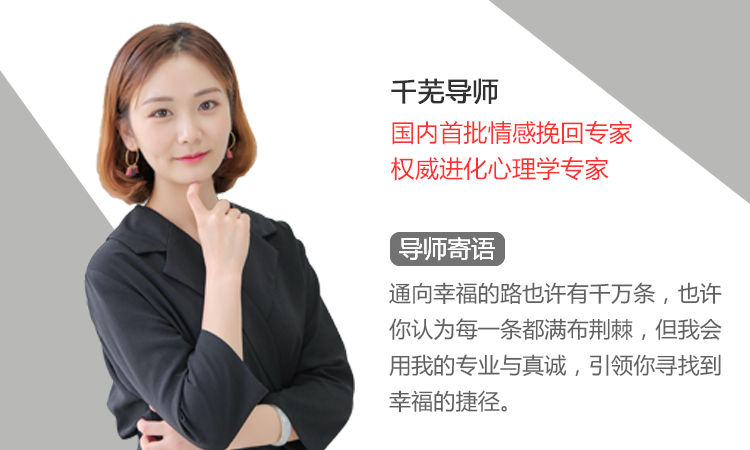 千芜导师
国内首批情感挽回专家
权威进化心理学专家
导师寄语
通向幸福的路也许有千万条，也许
你认为每一条都满布荆棘，但我会
用我的专业与真诚，引领你寻找到
幸福的捷径。